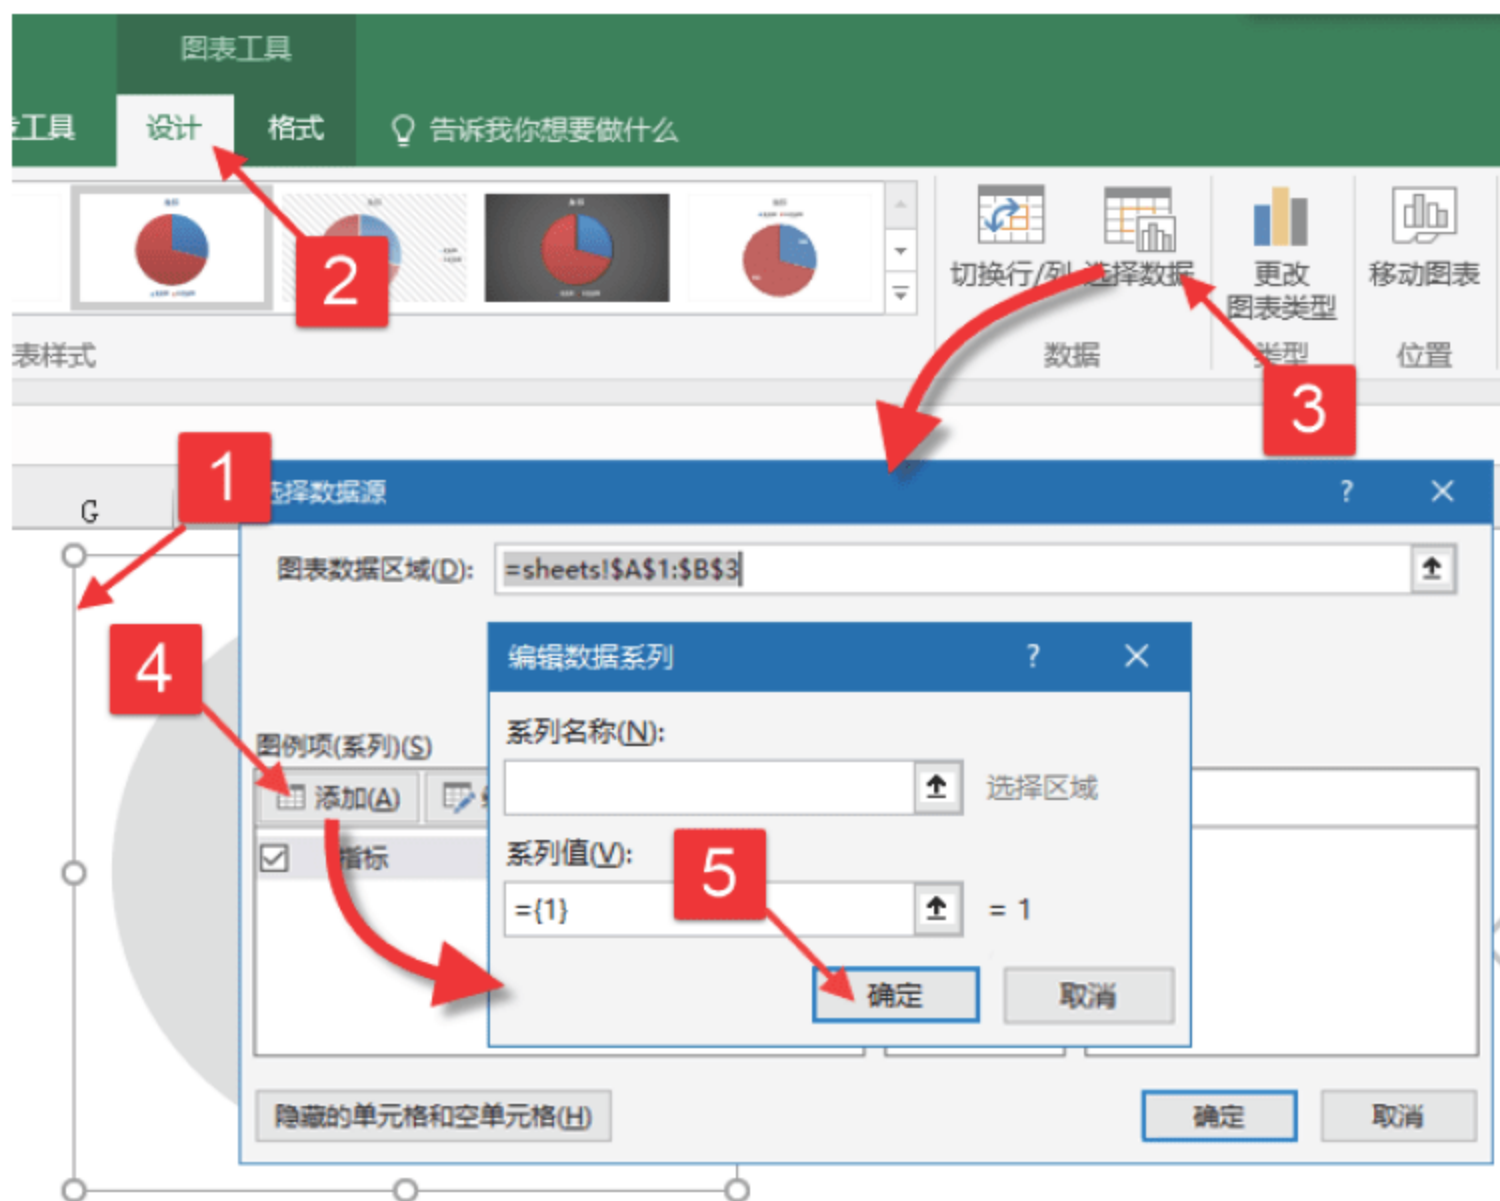 图表工具
工具
设计
格式
告诉我你想要做什么
2
切换行/列
选择数据
更改
图表类型
移动图表
表样式
数据
类型
位置
3
1
G
选择数据源
?
图表数据区域(D):
=sheets!$A$1:$B$3
4
编辑数据系列
?
系列名称(N):
图例项(系列)(S)
选择区域
添加(A)
系列值(V):
5
指标
={1}
= 1
确定
取消
隐藏的单元格和空单元格(H)
确定
取消